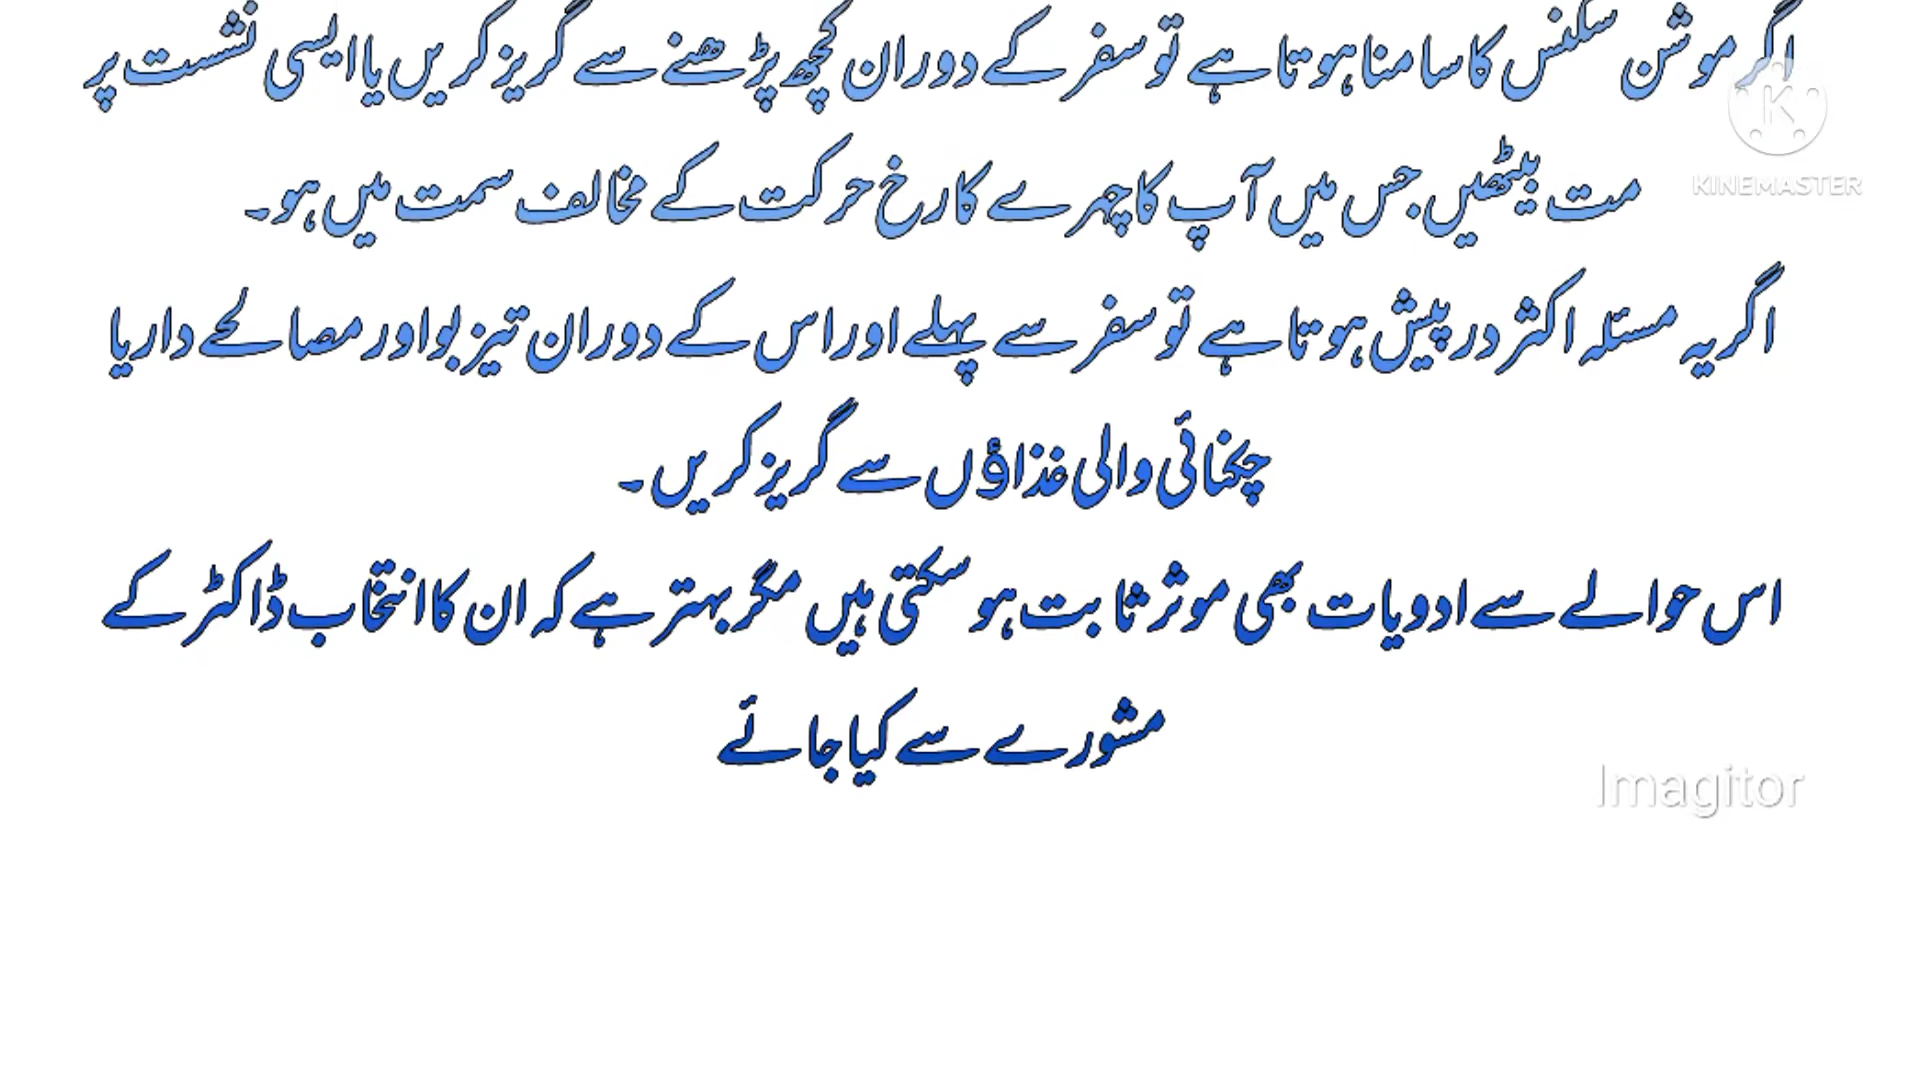 اگر موشن سکنس کا سامنا ہوتا ہے تو سفر کے دوران کچھ پڑھنے سے گریز کریں یا ایسی نشست پر
مت بیٹھیں جس میں آپ کا چہرے کا رخ حرکت کے مخالف سمت میں ہو۔
اگر یہ مسئلہ اکثر درپیش ہوتا ہے تو سفر سے پہلے اور اس کے دوران تیز بو اور مصالحے دار یا
چکنائی والی غذاؤں سے گریز کریں۔
اس حوالے سے ادویات بھی موثر ثابت ہو سکتی ہیں مگر بہتر ہے کہ ان کا انتخاب ڈاکٹر کے
مشورے سے کیا جائے
K
KINEMASTER
Imagitor